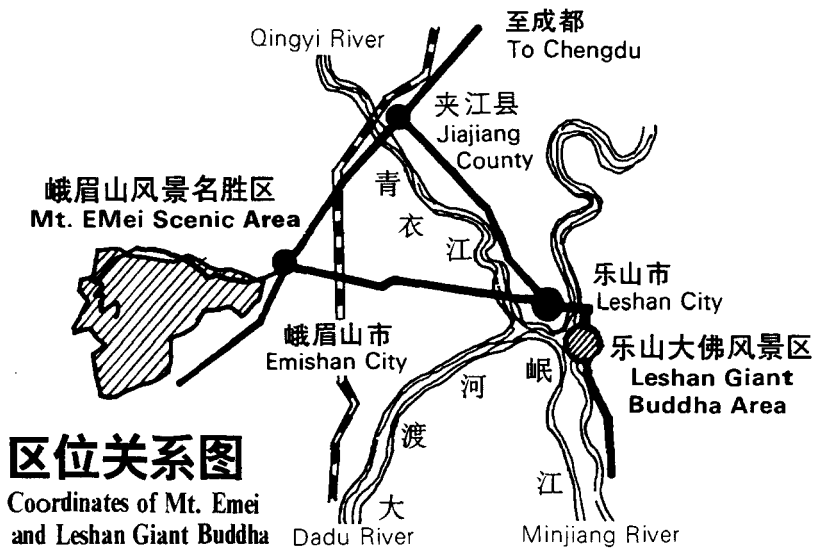 Qingyi River
至成都
To Chengdu
夹江县
Jiajiang
County
峨眉山风景名胜区
Mt. EMei Scenic Area
青衣江
乐山市
Leshan City
峨眉山市
Emishan City
乐山大佛风景区
Leshan Giant
Buddha Area
大渡河
岷江
区位关系图
Coordinates of Mt. Emei
and Leshan Giant Buddha
Dadu River
Minjiang River